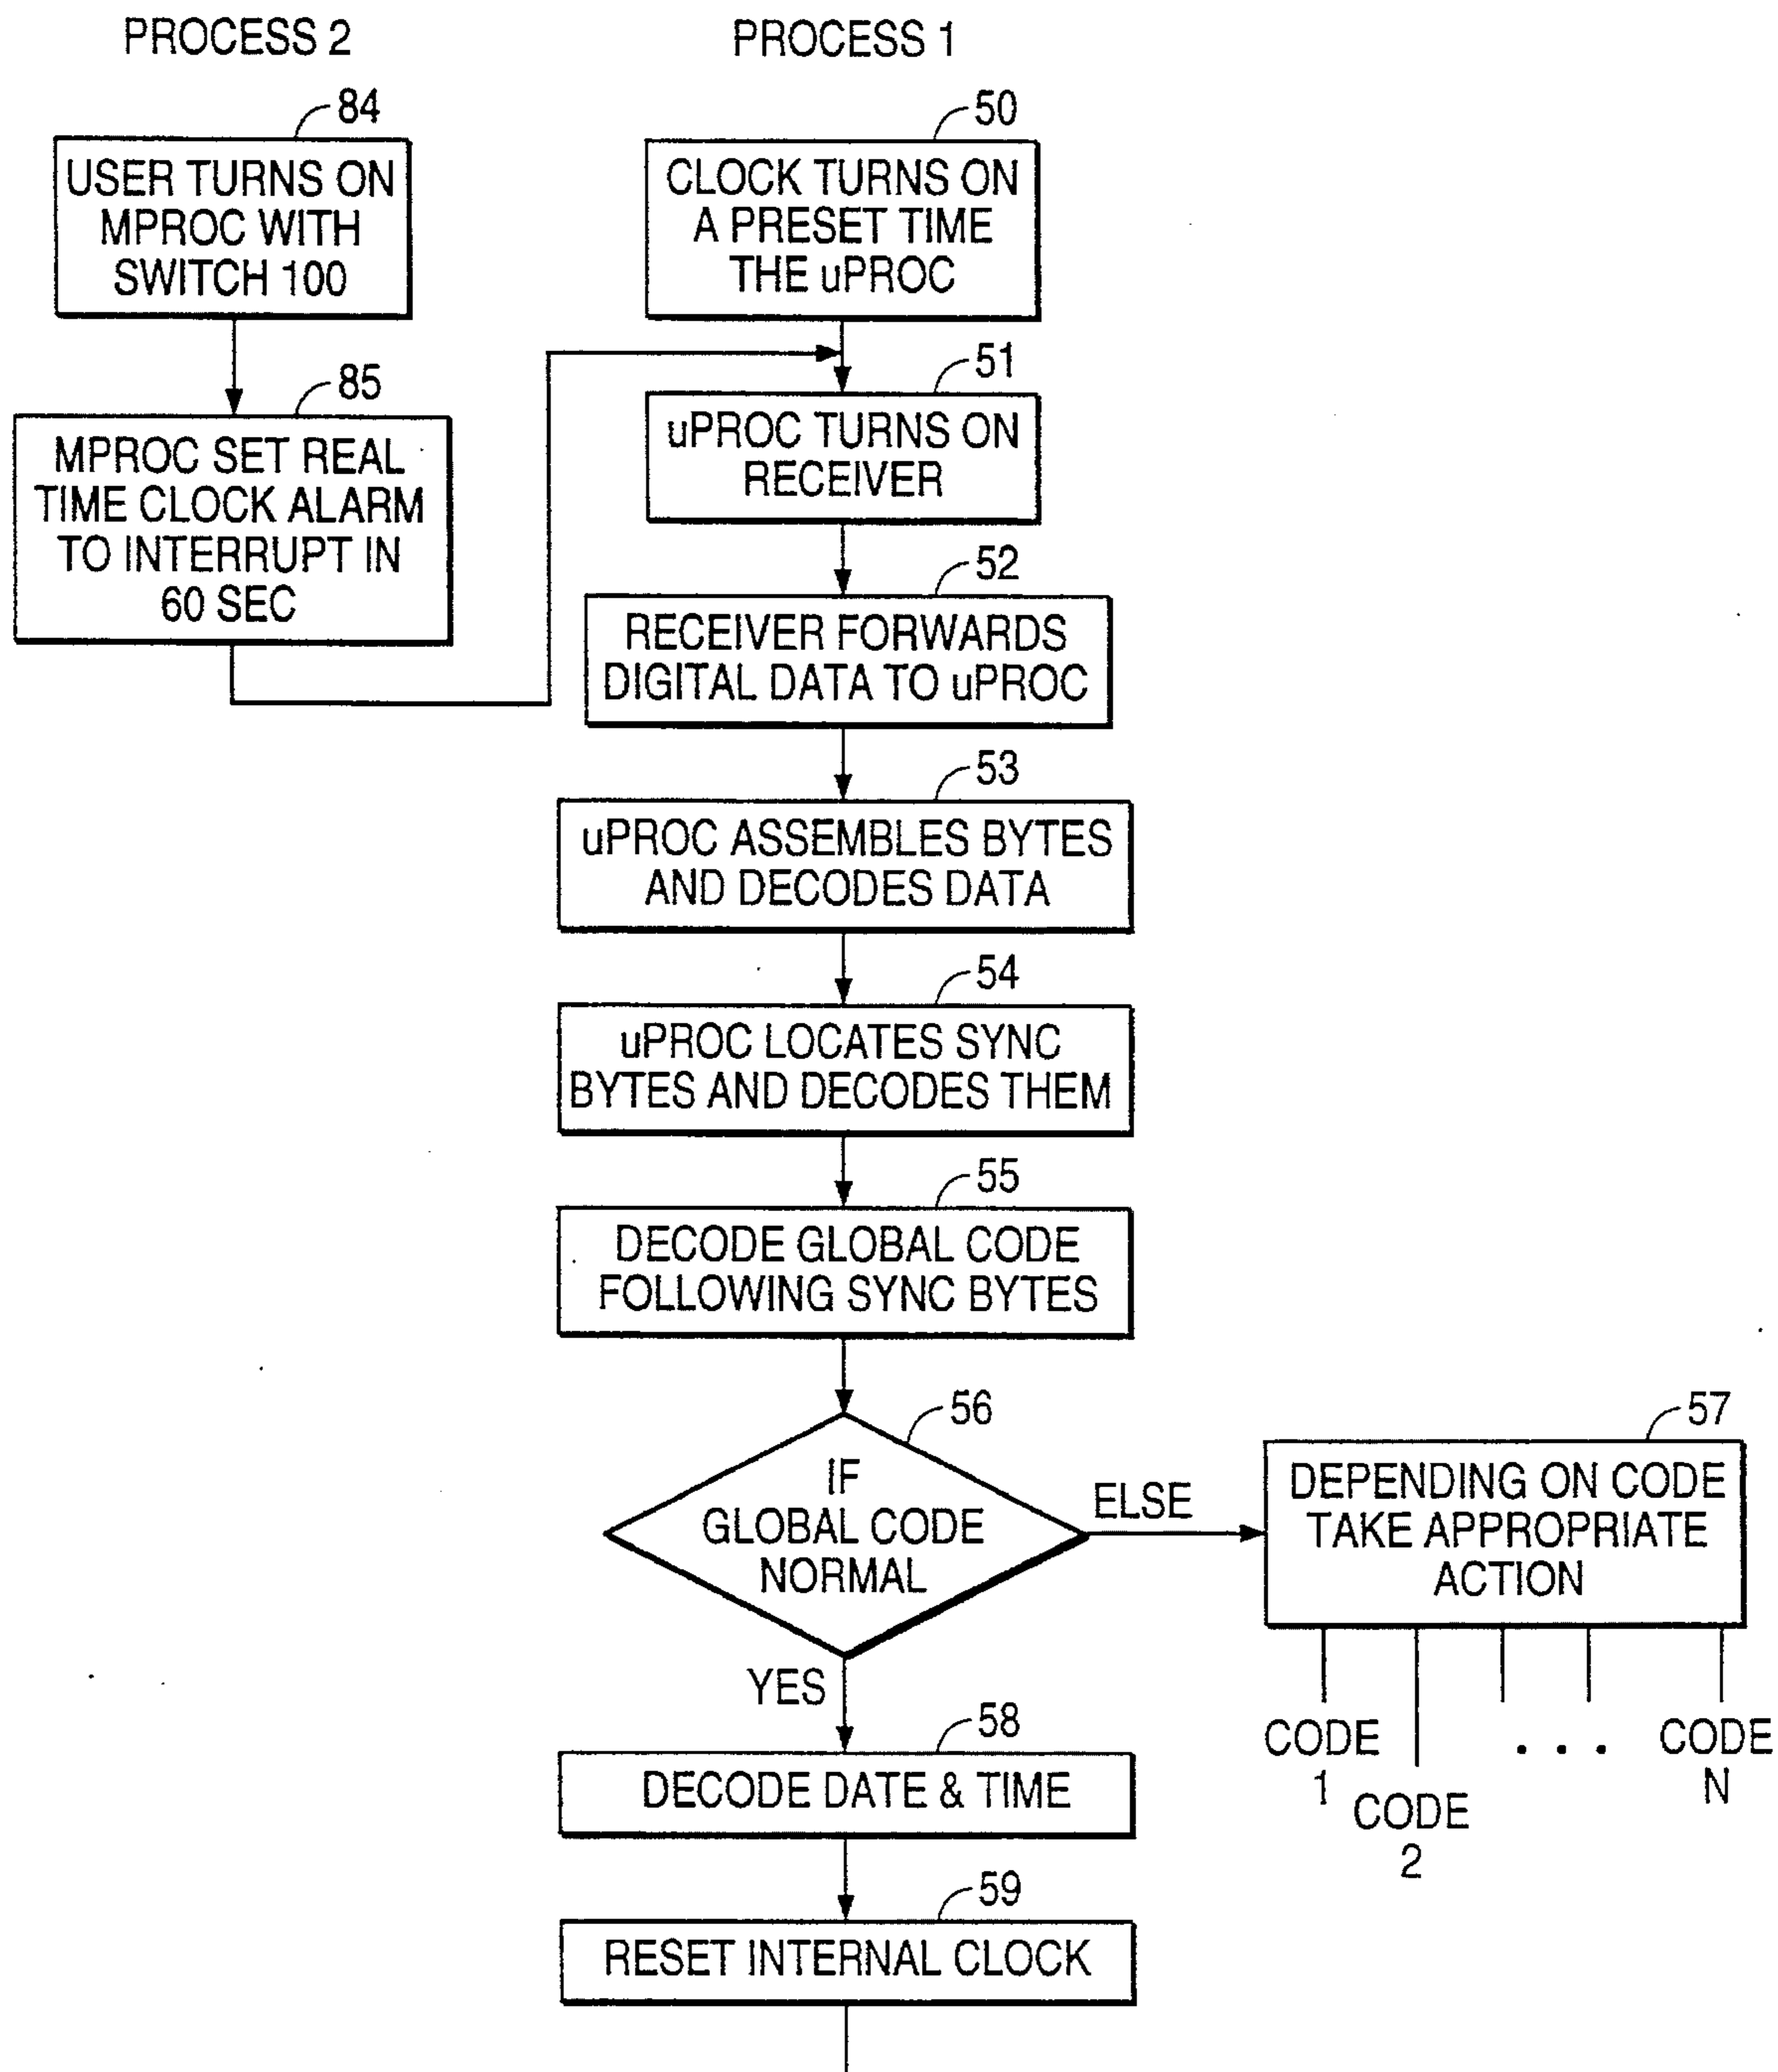 PROCESS 2
PROCESS 1
84
USER TURNS ON
MPROC WITH
SWITCH 100
50
CLOCK TURNS ON
A PRESET TIME
THE uPROC
85
MPROC SET REAL
TIME CLOCK ALARM
TO INTERRUPT IN
60 SEC
51
uPROC TURNS ON
RECEIVER
52
RECEIVER FORWARDS
DIGITAL DATA TO uPROC
53
uPROC ASSEMBLES BYTES
AND DECODES DATA
54
uPROC LOCATES SYNC
BYTES AND DECODES THEM
55
DECODE GLOBAL CODE
FOLLOWING SYNC BYTES
56
IF
GLOBAL CODE
NORMAL
ELSE
57
DEPENDING ON CODE
TAKE APPROPRIATE
ACTION
CODE
1
CODE
2
. . .
CODE
N
YES
58
DECODE DATE & TIME
59
RESET INTERNAL CLOCK